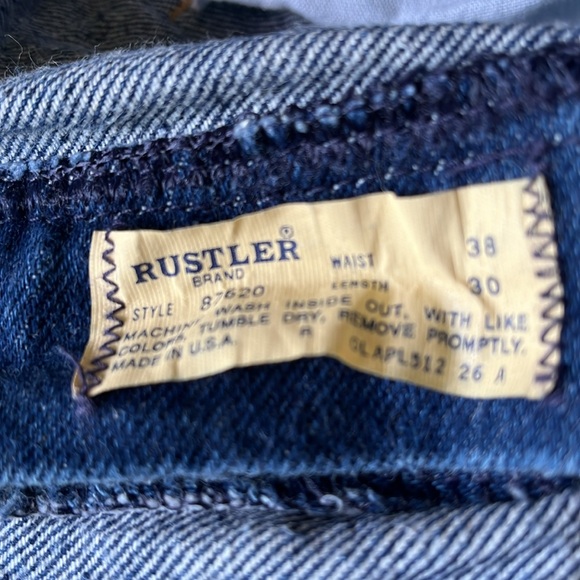 RUSTLER®
BRAND
WAIST 38
LENGTH 30
STYLE 87620
MACHINE WASH INSIDE OUT, WITH LIKE
COLORS. TUMBLE DRY. REMOVE PROMPTLY.
MADE IN U.S.A. R 26 A